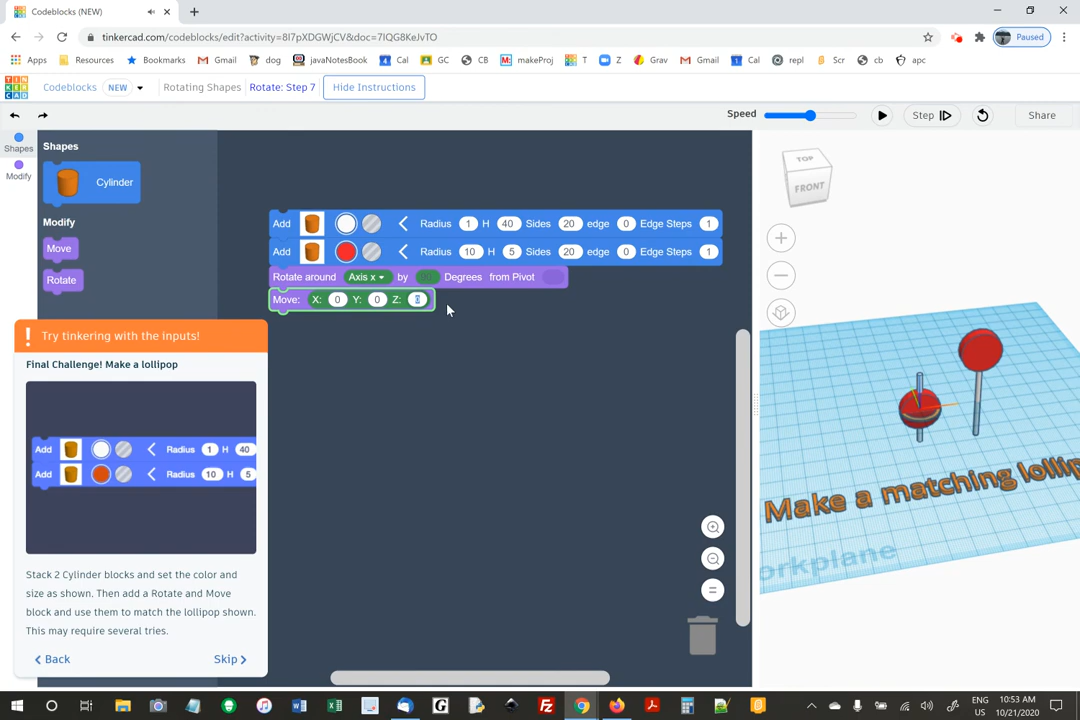 Codeblocks (NEW)
tinkercad.com/codeblocks/edit?activity=8I7pXDGWjCV&doc=7IQG8KeJvTO
Paused
Apps Resources Bookmarks Gmail dog javaNotesBook Cal GC CB makeProj T Z Grav Gmail Cal repl Scr cb apc
TIN
KER
CAD
Codeblocks NEW Rotating Shapes Rotate: Step 7 Hide Instructions
Speed Step Share
Shapes
Modify
Shapes
Cylinder
Modify
Move
Rotate
Add Radius 1 H 40 Sides 20 edge 0 Edge Steps 1
Add Radius 10 H 5 Sides 20 edge 0 Edge Steps 1
Rotate around Axis x by 90 Degrees from Pivot
Move: X: 0 Y: 0 Z: 0
TOP
FRONT
! Try tinkering with the inputs!
Final Challenge! Make a lollipop
Add Radius 1 H 40
Add Radius 10 H 5
Stack 2 Cylinder blocks and set the color and
size as shown. Then add a Rotate and Move
block and use them to match the lollipop shown.
This may require several tries.
Back Skip
Make a matching lollip
orkplane
ENG
US
10:53 AM
10/21/2020